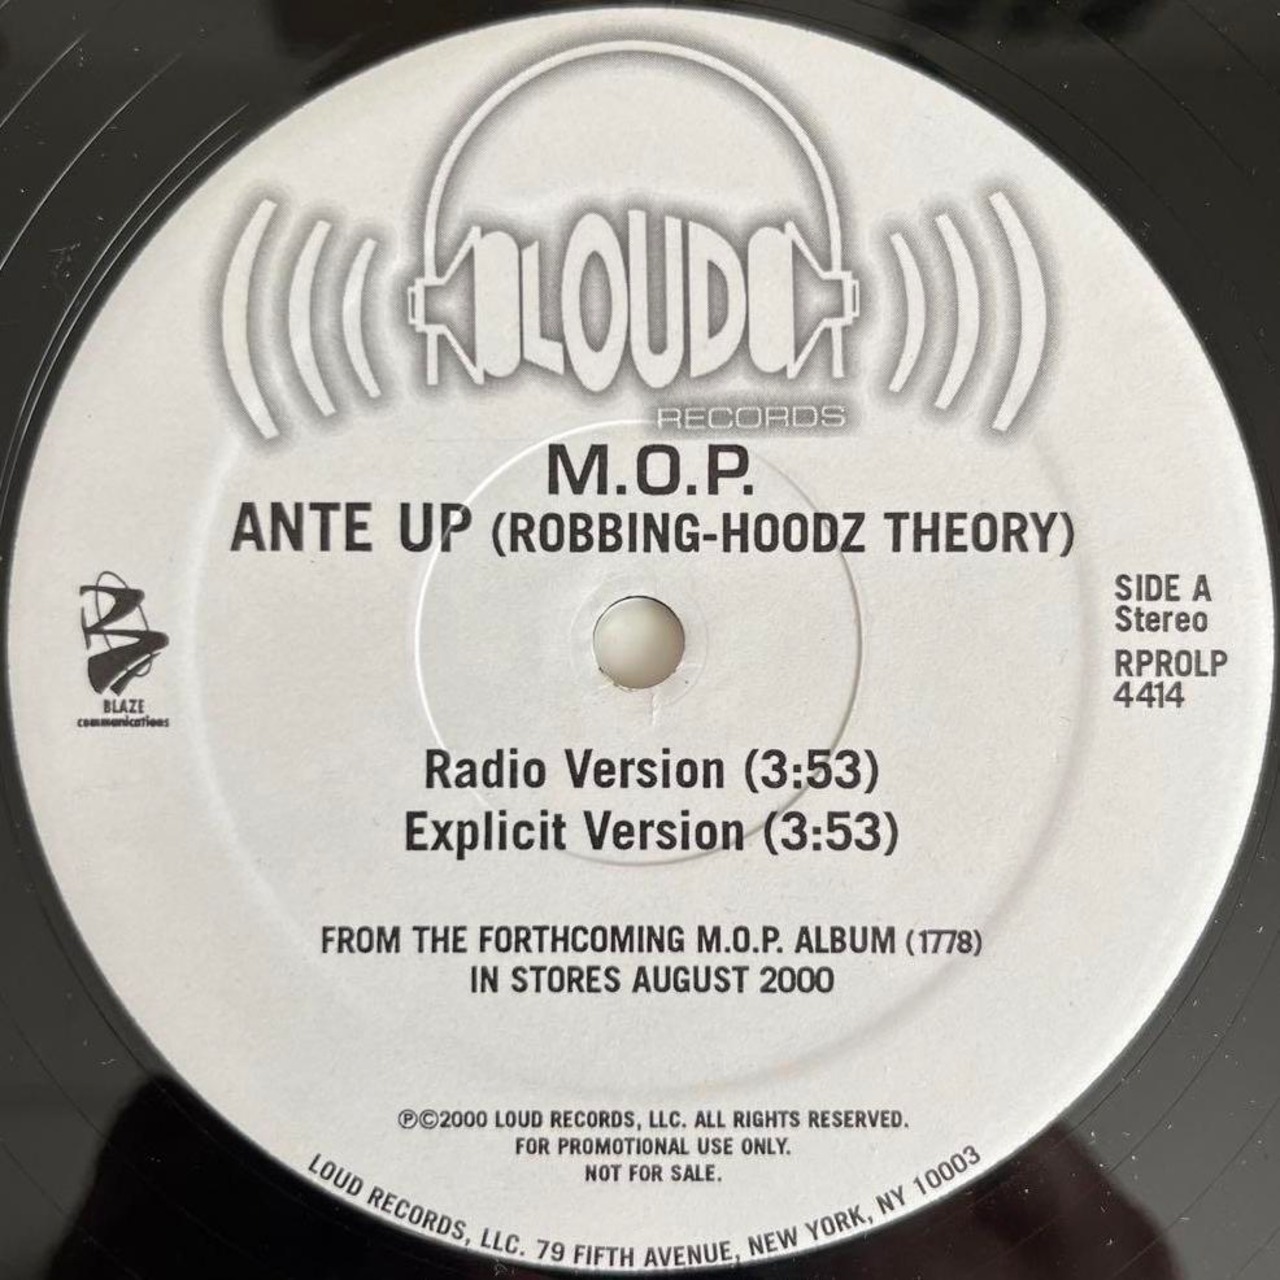 LOUD
RECORDS
M.O.P.
ANTE UP (ROBBING-HOODZ THEORY)
SIDE A
Stereo
RPROLP
4414
BLAZE
communications
Radio Version (3:53)
Explicit Version (3:53)
FROM THE FORTHCOMING M.O.P. ALBUM (1778)
IN STORES AUGUST 2000
℗©2000 LOUD RECORDS, LLC. ALL RIGHTS RESERVED.
FOR PROMOTIONAL USE ONLY.
NOT FOR SALE.
LOUD RECORDS, LLC. 79 FIFTH AVENUE, NEW YORK, NY 10003